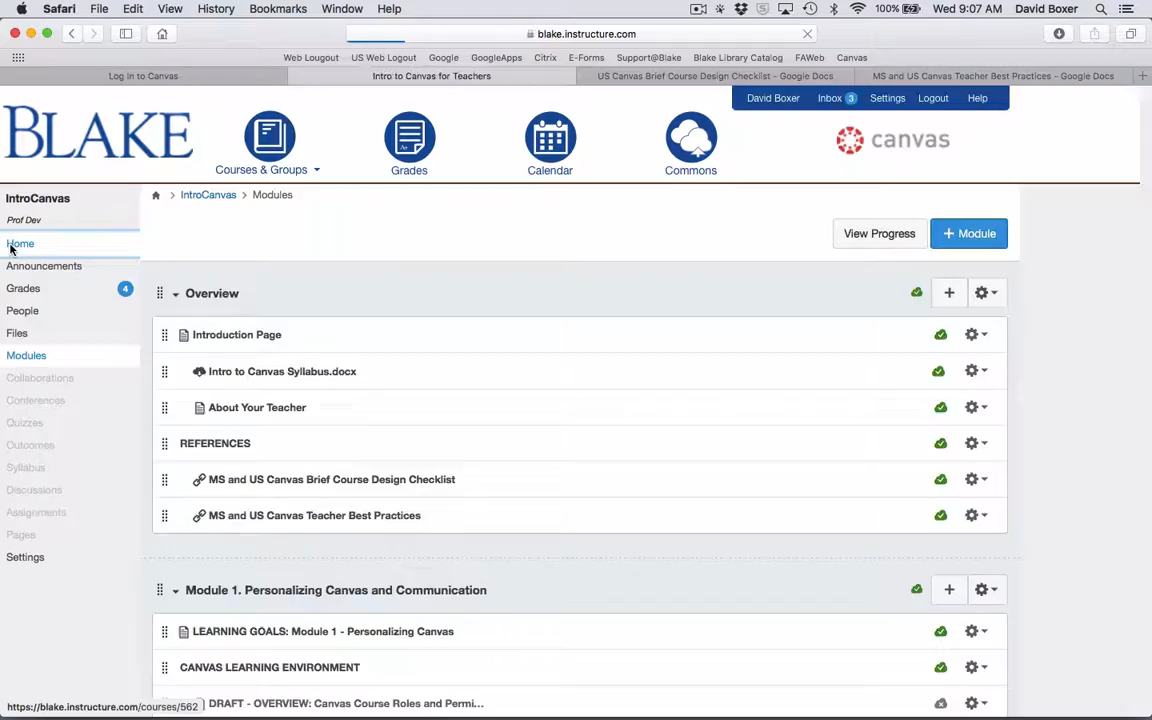 Safari File Edit View History Bookmarks Window Help 100% Wed 9:07 AM David Boxer
blake.instructure.com
Web Lougout US Web Logout Google GoogleApps Citrix E-Forms Support@Blake Blake Library Catalog FAWeb Canvas
Log In to Canvas Intro to Canvas for Teachers US Canvas Brief Course Design Checklist - Google Docs MS and US Canvas Teacher Best Practices - Google Docs
David Boxer Inbox 3 Settings Logout Help
BLAKE
canvas
Courses & Groups Grades Calendar Commons
IntroCanvas
Prof Dev
Home
Announcements
Grades 4
People
Files
Modules
Collaborations
Conferences
Quizzes
Outcomes
Syllabus
Discussions
Assignments
Pages
Settings
IntroCanvas > Modules
View Progress + Module
Overview
Introduction Page
Intro to Canvas Syllabus.docx
About Your Teacher
REFERENCES
MS and US Canvas Brief Course Design Checklist
MS and US Canvas Teacher Best Practices
Module 1. Personalizing Canvas and Communication
LEARNING GOALS: Module 1 - Personalizing Canvas
CANVAS LEARNING ENVIRONMENT
DRAFT - OVERVIEW: Canvas Course Roles and Permi...
https://blake.instructure.com/courses/562